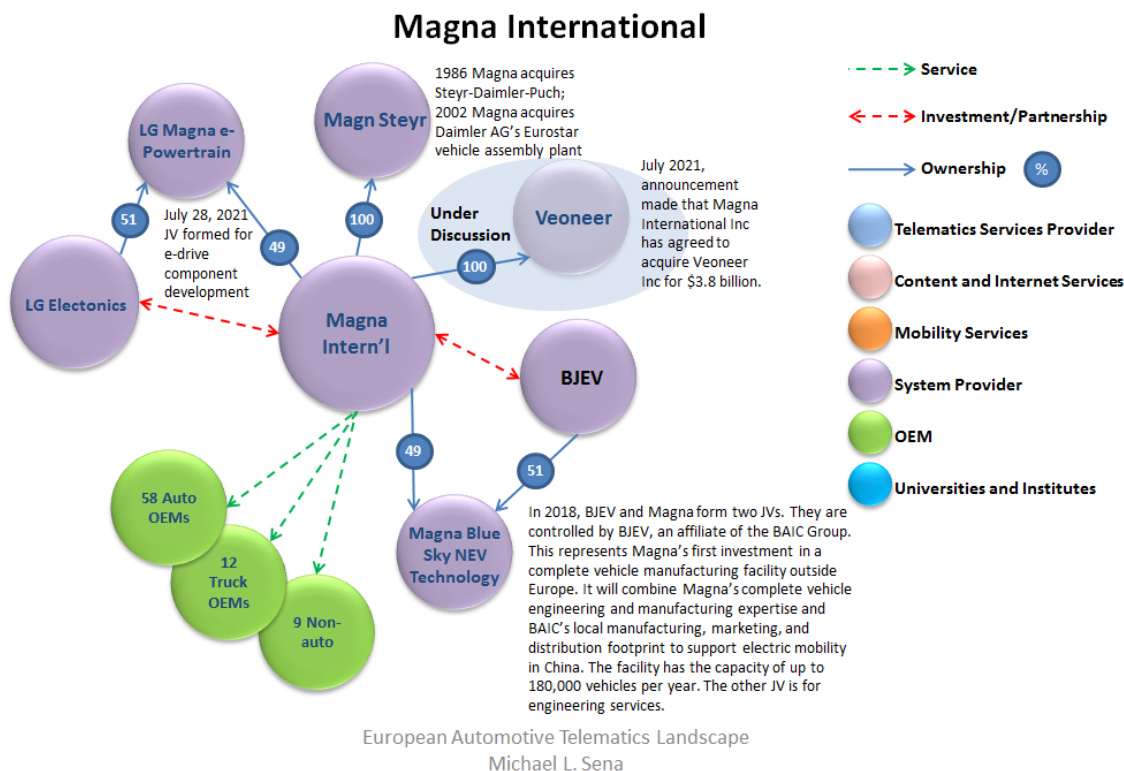 Magna International
1986 Magna acquires
Steyr-Daimler-Puch;
2002 Magna acquires
Daimler AG's Eurostar
vehicle assembly plant
Magn Steyr
LG Magna e-
Powertrain
July 28, 2021
JV formed for
e-drive
component
development
51
49
100
Under
Discussion
100
Veoneer
July 2021,
announcement
made that Magna
International Inc
has agreed to
acquire Veoneer
Inc for $3.8 billion.
LG Electonics
Magna
Intern'l
BJEV
49
51
58 Auto
OEMs
12
Truck
OEMs
9 Non-
auto
Magna Blue
Sky NEV
Technology
In 2018, BJEV and Magna form two JVs. They are
controlled by BJEV, an affiliate of the BAIC Group.
This represents Magna's first investment in a
complete vehicle manufacturing facility outside
Europe. It will combine Magna's complete vehicle
engineering and manufacturing expertise and
BAIC's local manufacturing, marketing, and
distribution footprint to support electric mobility
in China. The facility has the capacity of up to
180,000 vehicles per year. The other JV is for
engineering services.
Service
Investment/Partnership
Ownership %
Telematics Services Provider
Content and Internet Services
Mobility Services
System Provider
OEM
Universities and Institutes
European Automotive Telematics Landscape
Michael L. Sena